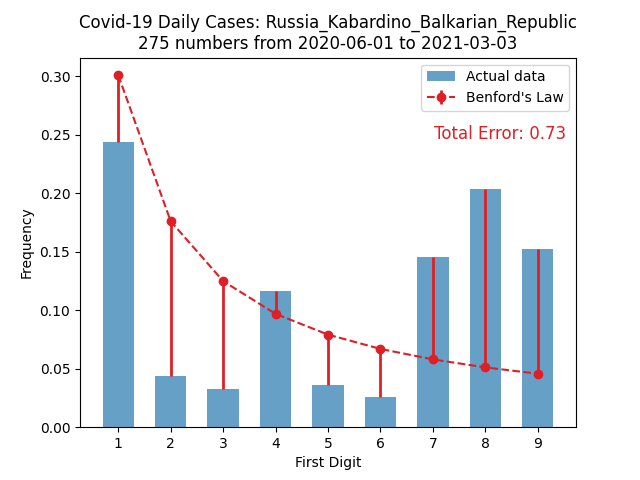 Covid-19 Daily Cases: Russia_Kabardino_Balkarian_Republic
275 numbers from 2020-06-01 to 2021-03-03
Actual data
Benford's Law
Total Error: 0.73
Frequency
0.30
0.25
0.20
0.15
0.10
0.05
0.00
1 2 3 4 5 6 7 8 9
First Digit